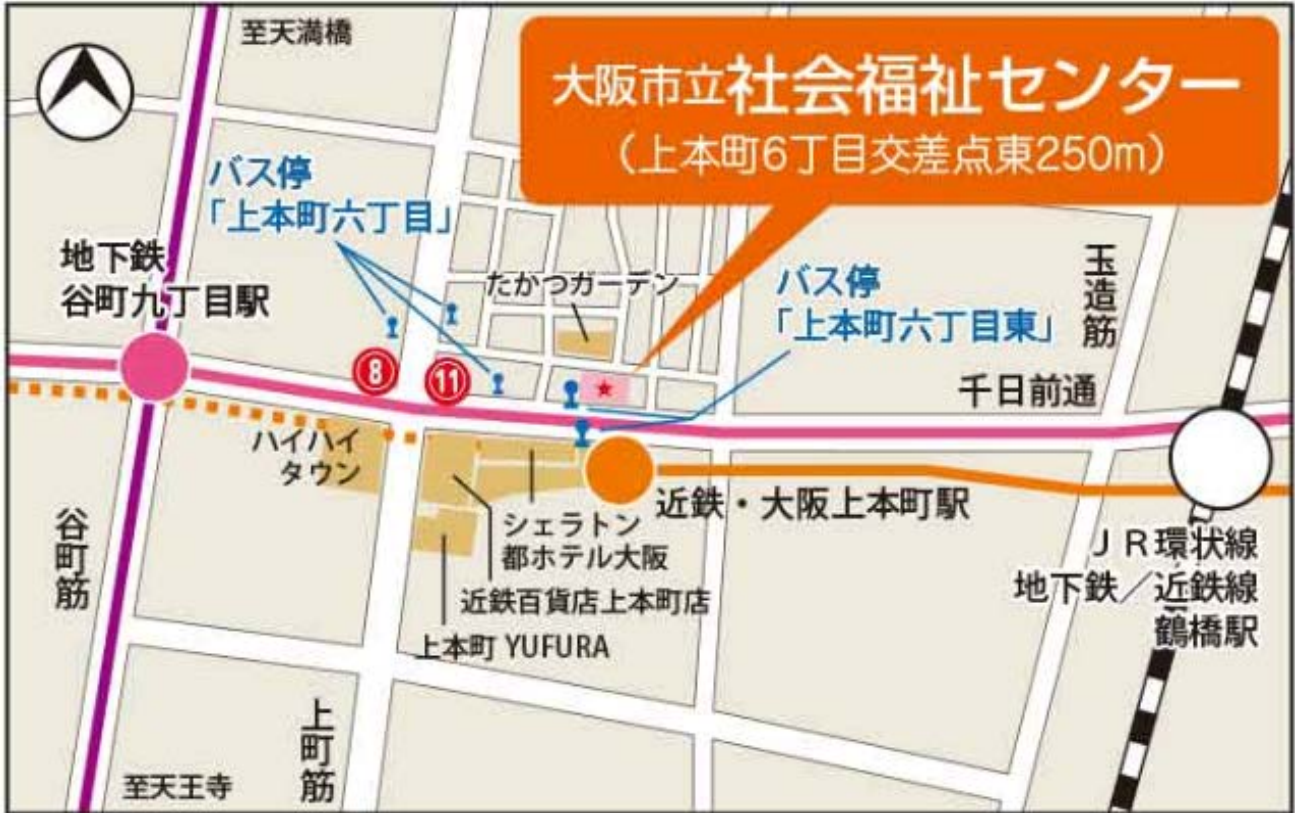 至天満橋
大阪市立社会福祉センター
（上本町6丁目交差点東250m）
バス停
「上本町六丁目」
地下鉄
谷町九丁目駅
たかつガーデン
バス停
「上本町六丁目東」
玉造筋
8
11
千日前通
ハイハイ
タウン
近鉄・大阪上本町駅
シェラトン
都ホテル大阪
近鉄百貨店上本町店
上本町 YUFURA
ＪＲ環状線
地下鉄／近鉄線
鶴橋駅
谷町筋
上町筋
至天王寺